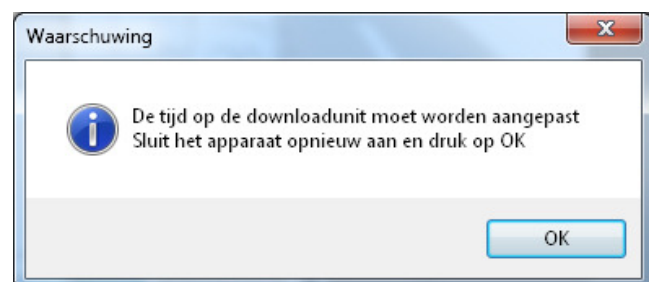 Waarschuwing
De tijd op de downloadunit moet worden aangepast
Sluit het apparaat opnieuw aan en druk op OK
OK